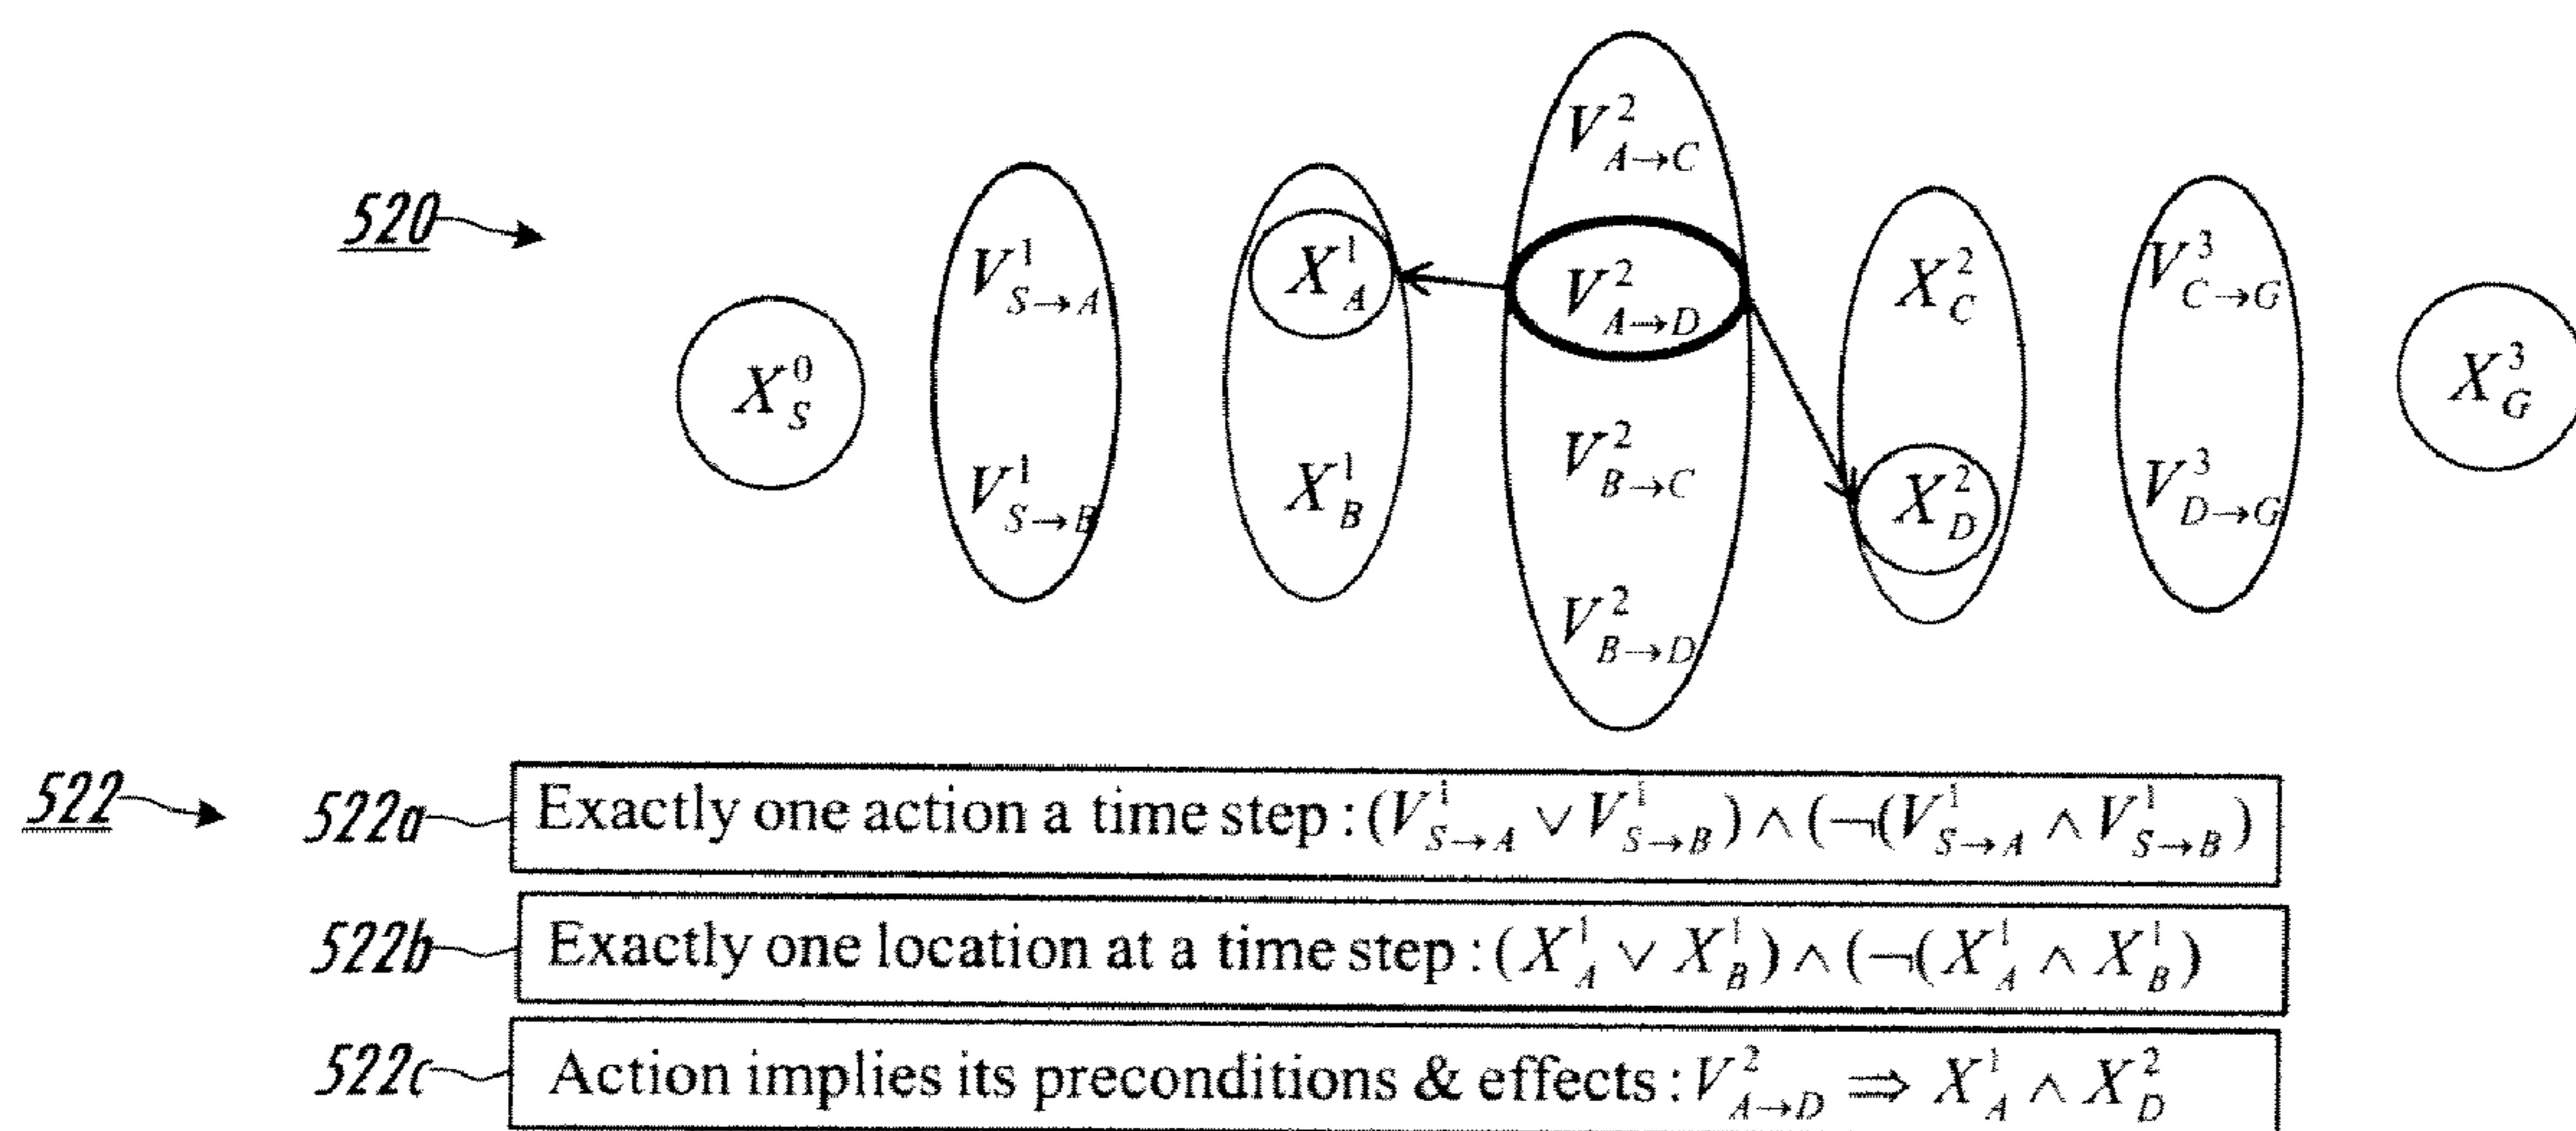 520
X_S^0
V_{S→A}^1
V_{S→B}^1
X_A^1
X_B^1
V_{A→C}^2
V_{A→D}^2
V_{B→C}^2
V_{B→D}^2
X_C^2
X_D^2
V_{C→G}^3
V_{D→G}^3
X_G^3
522
522a Exactly one action a time step : (V_{S→A}^1 ∨ V_{S→B}^1) ∧ (¬(V_{S→A}^1 ∧ V_{S→B}^1)
522b Exactly one location at a time step : (X_A^1 ∨ X_B^1) ∧ (¬(X_A^1 ∧ X_B^1)
522c Action implies its preconditions & effects : V_{A→D}^2 ⇒ X_A^1 ∧ X_D^2